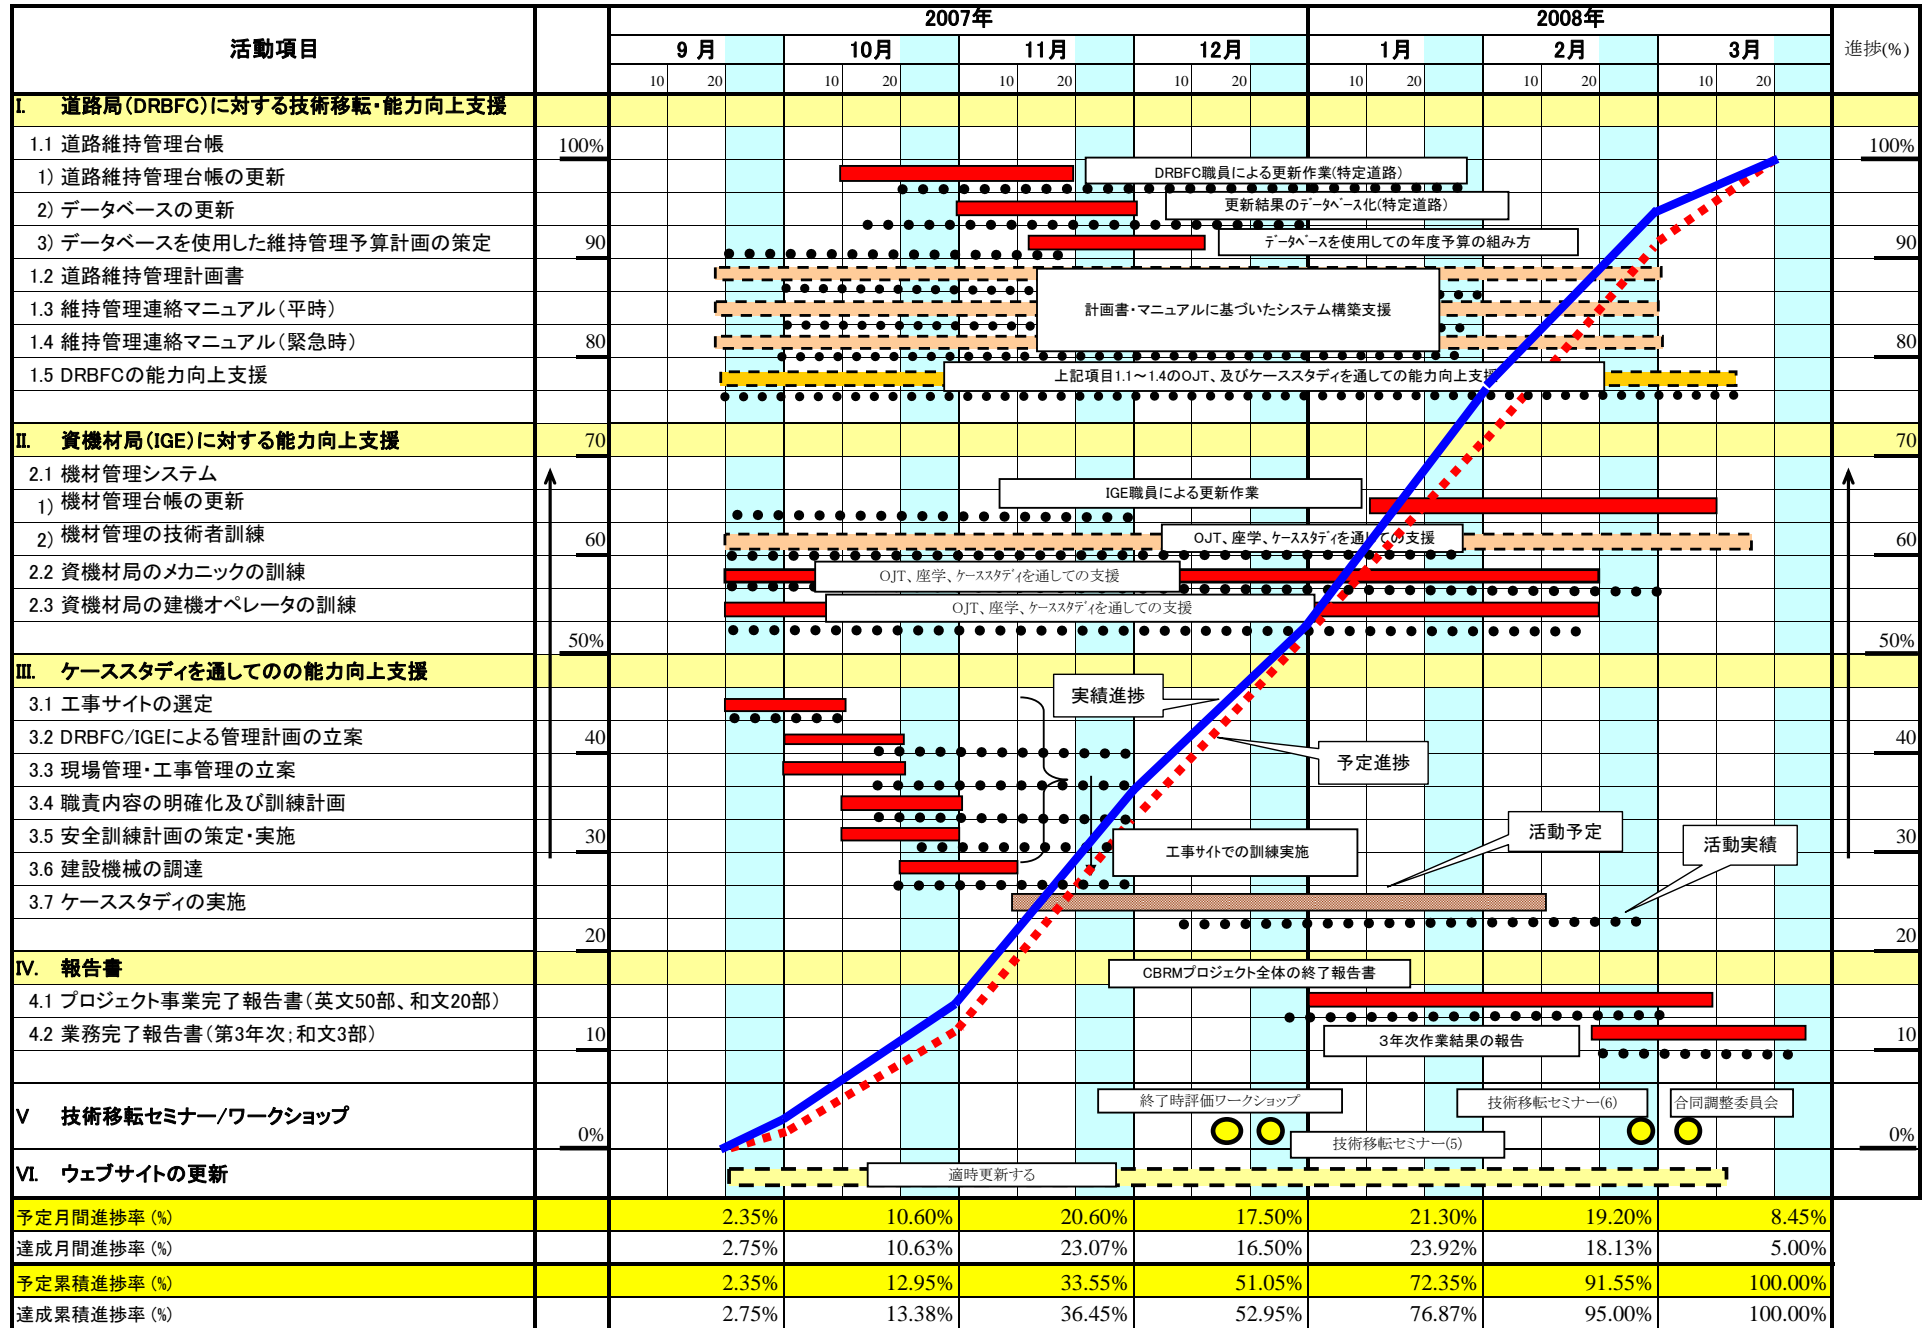 2007年 2008年
活動項目 9 月 10月 11月 12月 1月 2月 3月 進捗(%)
10 20 10 20 10 20 10 20 10 20 10 20
I. 道路局(DRBFC)に対する技術移転・能力向上支援
1.1 道路維持管理台帳 100% 100%
1) 道路維持管理台帳の更新 DRBFC職員による更新作業(特定道路)
2) データベースの更新 更新結果のデータベース化(特定道路)
3) データベースを使用した維持管理予算計画の策定 90 データベースを使用しての年度予算の組み方 90
1.2 道路維持管理計画書
1.3 維持管理連絡マニュアル(平時) 計画書・マニュアルに基づいたシステム構築支援
1.4 維持管理連絡マニュアル(緊急時) 80 80
1.5 DRBFCの能力向上支援 上記項目1.1～1.4のOJT、及びケーススタディを通しての能力向上支援
II. 資機材局(IGE)に対する能力向上支援 70 70
2.1 機材管理システム
1) 機材管理台帳の更新 IGE職員による更新作業
2) 機材管理の技術者訓練 60 OJT、座学、ケーススタディを通しての支援 60
2.2 資機材局のメカニックの訓練 OJT、座学、ケーススタディを通しての支援
2.3 資機材局の建機オペレータの訓練 OJT、座学、ケーススタディを通しての支援
50% 50%
III. ケーススタディを通してのの能力向上支援
3.1 工事サイトの選定 実績進捗
3.2 DRBFC/IGEによる管理計画の立案 40 40
3.3 現場管理・工事管理の立案 予定進捗
3.4 職責内容の明確化及び訓練計画
3.5 安全訓練計画の策定・実施 30 活動予定 30
3.6 建設機械の調達 工事サイトでの訓練実施 活動実績
3.7 ケーススタディの実施
20 20
IV. 報告書 CBRMプロジェクト全体の終了報告書
4.1 プロジェクト事業完了報告書(英文50部、和文20部)
4.2 業務完了報告書(第3年次;和文3部) 10 3年次作業結果の報告 10
終了時評価ワークショップ 技術移転セミナー(6) 合同調整委員会
V 技術移転セミナー/ワークショップ
0% 技術移転セミナー(5) 0%
VI. ウェブサイトの更新 適時更新する
予定月間進捗率 (%) 2.35% 10.60% 20.60% 17.50% 21.30% 19.20% 8.45%
達成月間進捗率 (%) 2.75% 10.63% 23.07% 16.50% 23.92% 18.13% 5.00%
予定累積進捗率 (%) 2.35% 12.95% 33.55% 51.05% 72.35% 91.55% 100.00%
達成累積進捗率 (%) 2.75% 13.38% 36.45% 52.95% 76.87% 95.00% 100.00%